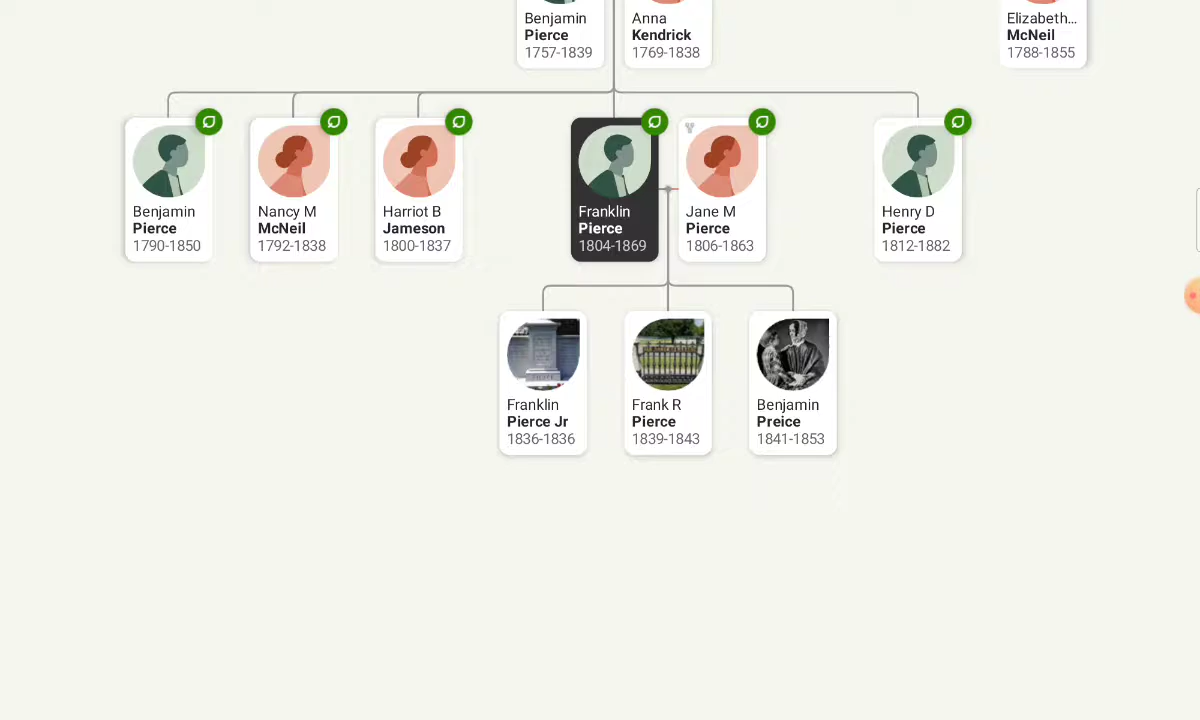 Benjamin
Pierce
1757-1839
Anna
Kendrick
1769-1838
Elizabeth…
McNeil
1788-1855
Benjamin
Pierce
1790-1850
Nancy M
McNeil
1792-1838
Harriot B
Jameson
1800-1837
Franklin
Pierce
1804-1869
Jane M
Pierce
1806-1863
Henry D
Pierce
1812-1882
Franklin
Pierce Jr
1836-1836
Frank R
Pierce
1839-1843
Benjamin
Preice
1841-1853